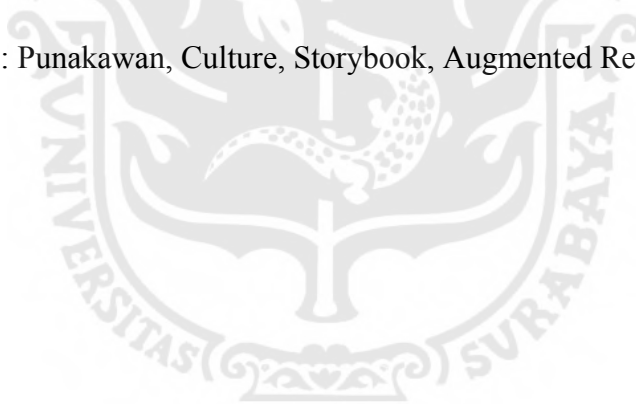 : Punakawan, Culture, Storybook, Augmented Re
UNIVERSITAS SURABAYA